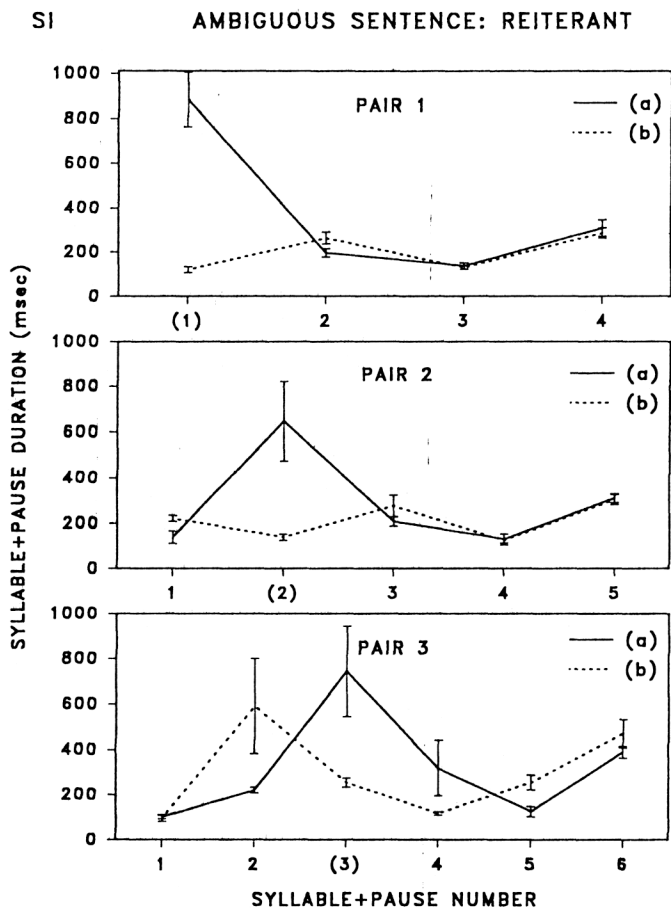 SI AMBIGUOUS SENTENCE: REITERANT
SYLLABLE+PAUSE DURATION (msec)
PAIR 1
(a)
(b)
1000
800
600
400
200
0
(1) 2 3 4
PAIR 2
(a)
(b)
1000
800
600
400
200
0
1 (2) 3 4 5
PAIR 3
(a)
(b)
1000
800
600
400
200
0
1 2 (3) 4 5 6
SYLLABLE+PAUSE NUMBER